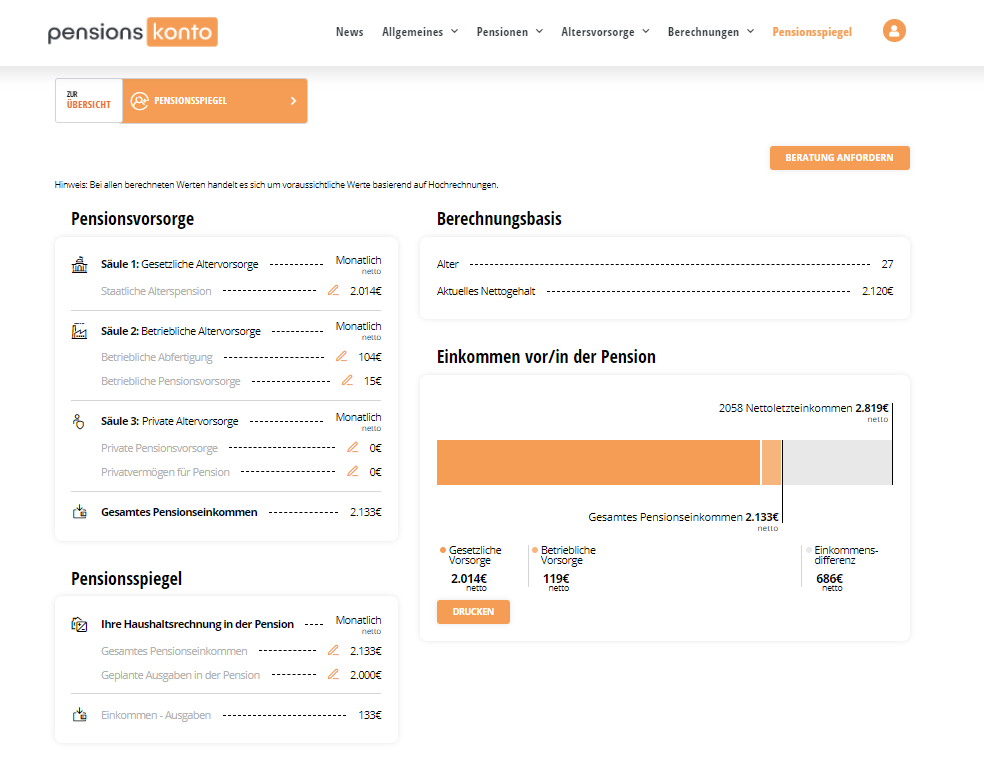 pensionskonto
News Allgemeines Pensionen Altersvorsorge Berechnungen Pensionsspiegel
ZUR
ÜBERSICHT
PENSIONSSPIEGEL
BERATUNG ANFORDERN
Hinweis: Bei allen berechneten Werten handelt es sich um voraussichtliche Werte basierend auf Hochrechnungen.
Pensionsvorsorge
Säule 1: Gesetzliche Altervorsorge Monatlich
netto
Staatliche Alterspension 2.014€
Säule 2: Betriebliche Altervorsorge Monatlich
netto
Betriebliche Abfertigung 104€
Betriebliche Pensionsvorsorge 15€
Säule 3: Private Altervorsorge Monatlich
netto
Private Pensionsvorsorge 0€
Privatvermögen für Pension 0€
Gesamtes Pensionseinkommen 2.133€
Pensionsspiegel
Ihre Haushaltsrechnung in der Pension Monatlich
netto
Gesamtes Pensionseinkommen 2.133€
Geplante Ausgaben in der Pension 2.000€
Einkommen - Ausgaben 133€
Berechnungsbasis
Alter 27
Aktuelles Nettogehalt 2.120€
Einkommen vor/in der Pension
2058 Nettoletzteinkommen 2.819€
netto
Gesamtes Pensionseinkommen 2.133€
netto
Gesetzliche
Vorsorge
2.014€
netto
Betriebliche
Vorsorge
119€
netto
Einkommens-
differenz
686€
netto
DRUCKEN